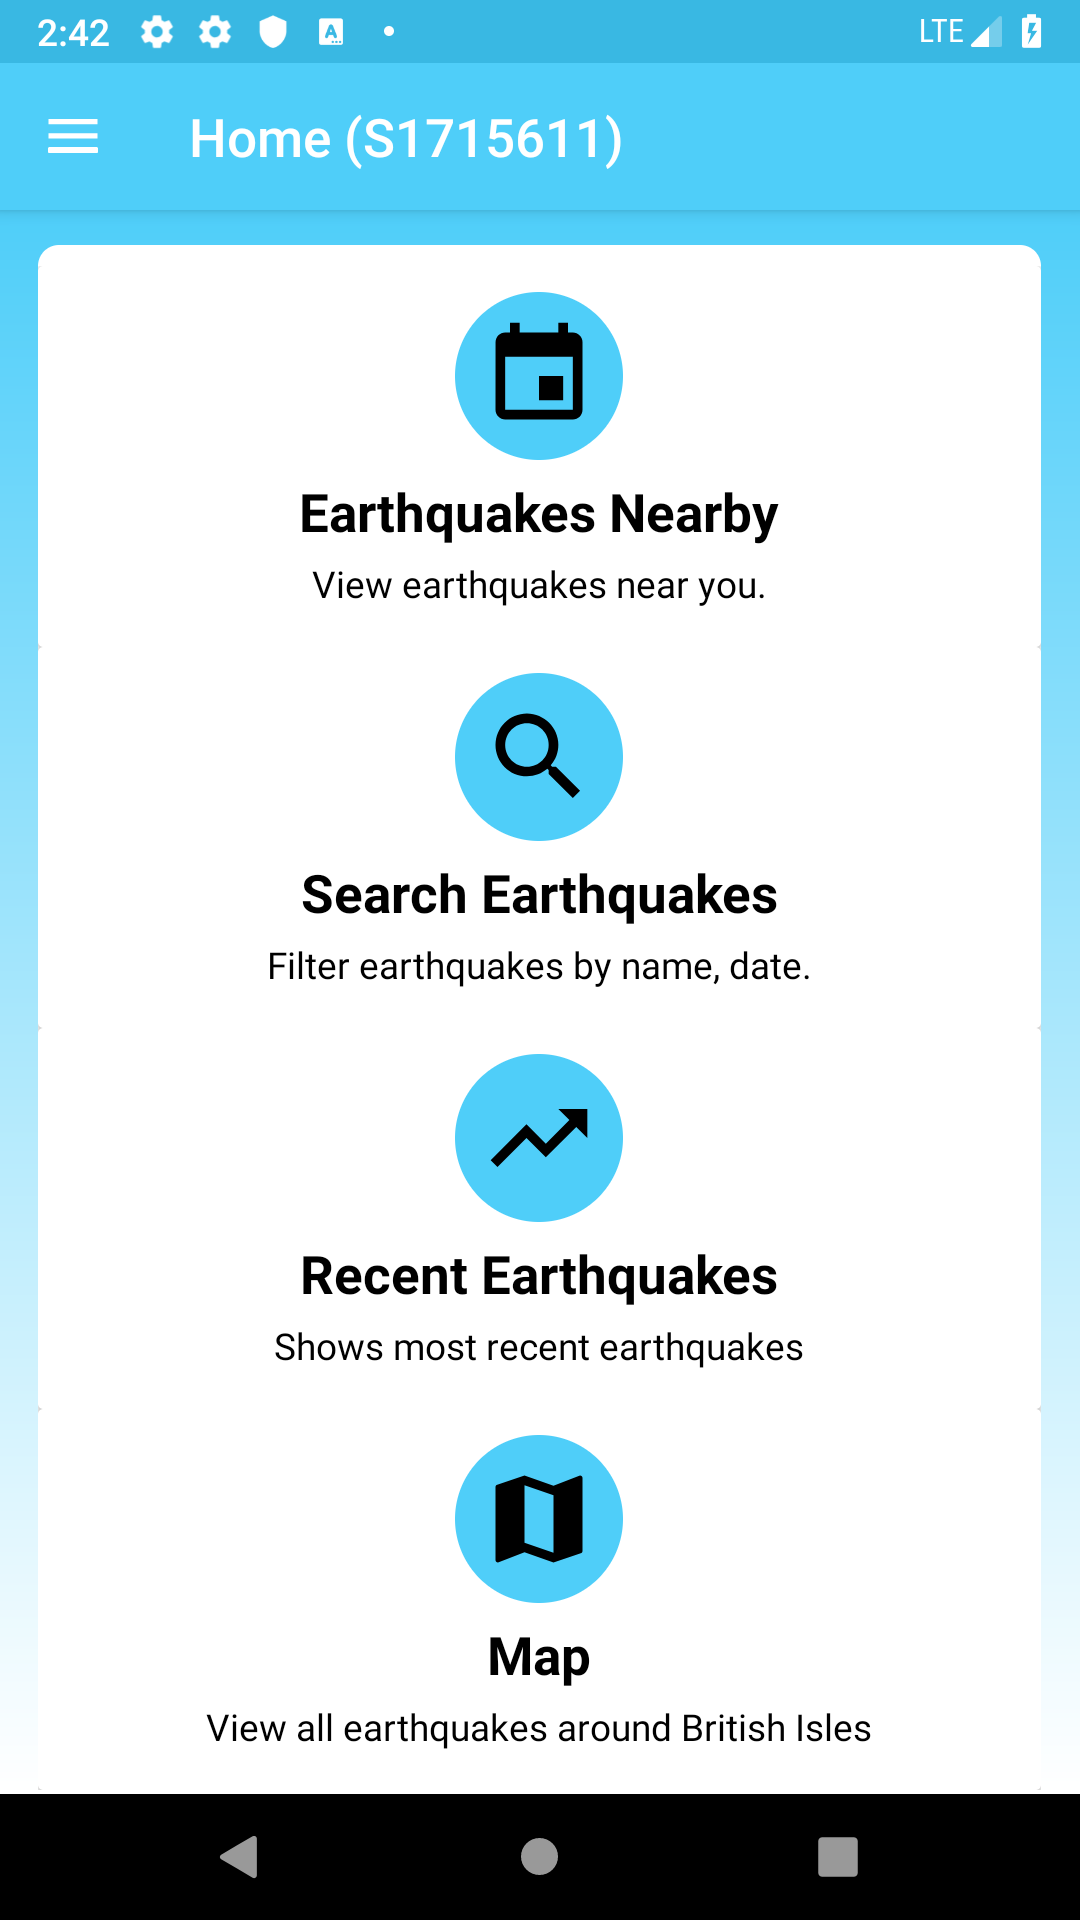 2:42
LTE
Home (S1715611)
Earthquakes Nearby
View earthquakes near you.
Search Earthquakes
Filter earthquakes by name, date.
Recent Earthquakes
Shows most recent earthquakes
Map
View all earthquakes around British Isles